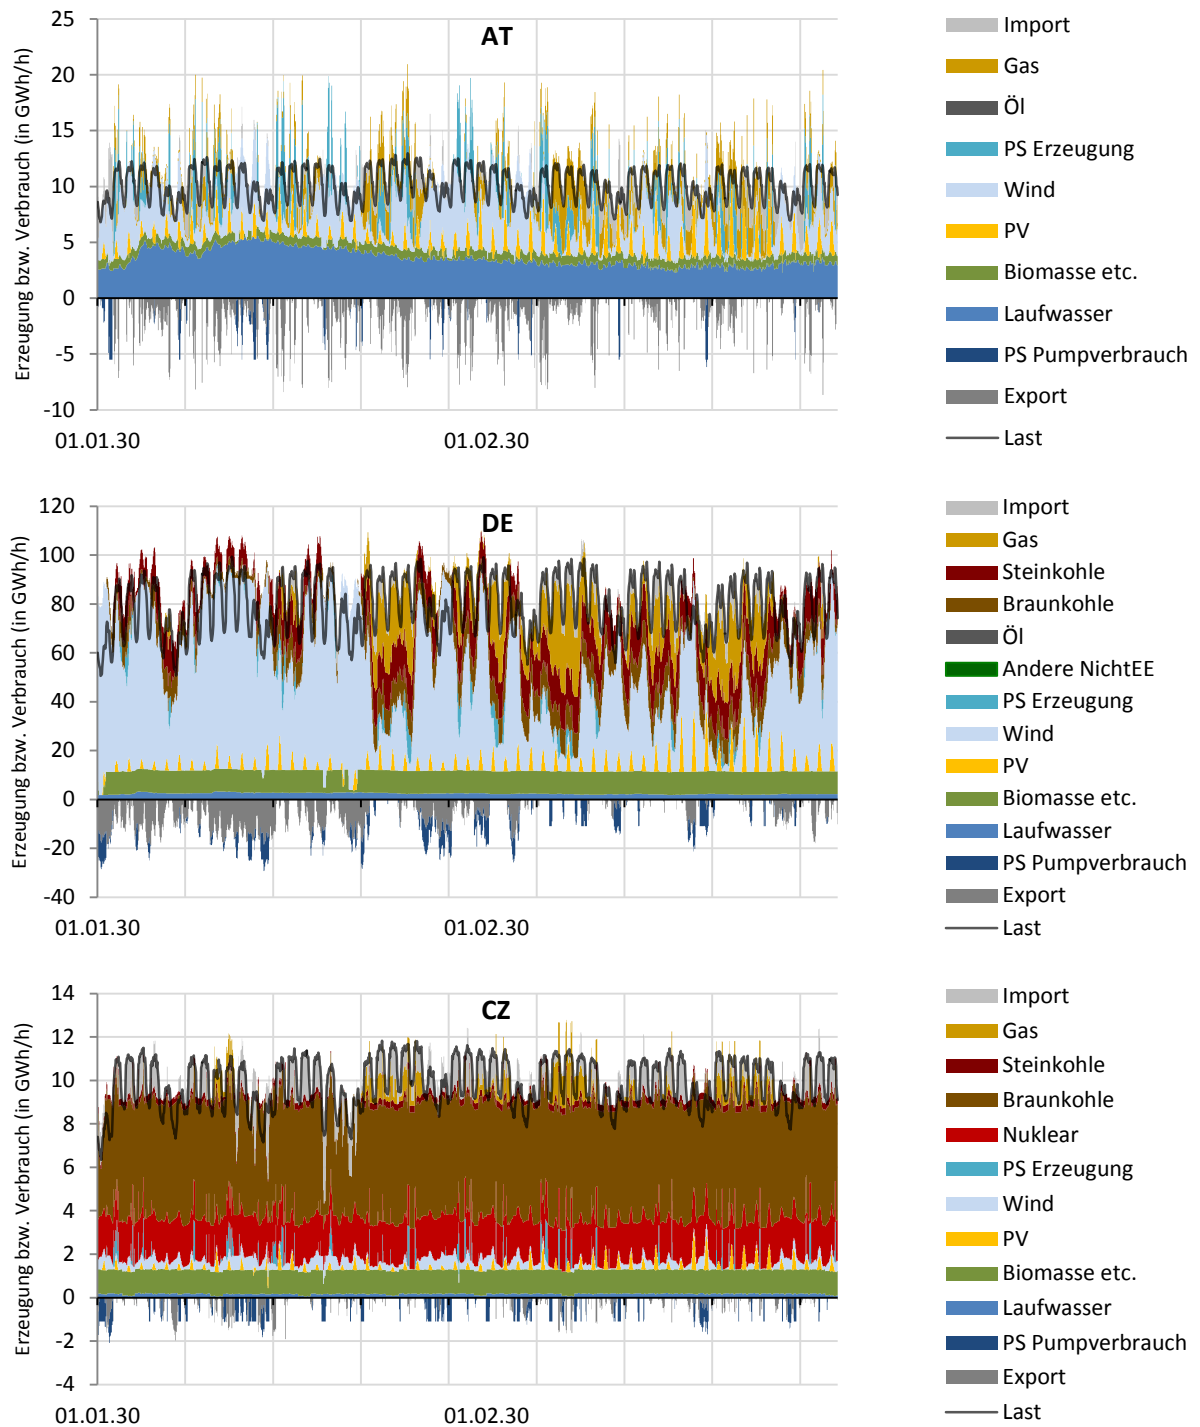 AT
Erzeugung bzw. Verbrauch (in GWh/h)
25
20
15
10
5
0
-5
-10
01.01.30
01.02.30
Import
Gas
Öl
PS Erzeugung
Wind
PV
Biomasse etc.
Laufwasser
PS Pumpverbrauch
Export
Last
DE
Erzeugung bzw. Verbrauch (in GWh/h)
120
100
80
60
40
20
0
-20
-40
01.01.30
01.02.30
Import
Gas
Steinkohle
Braunkohle
Öl
Andere NichtEE
PS Erzeugung
Wind
PV
Biomasse etc.
Laufwasser
PS Pumpverbrauch
Export
Last
CZ
Erzeugung bzw. Verbrauch (in GWh/h)
14
12
10
8
6
4
2
0
-2
-4
01.01.30
01.02.30
Import
Gas
Steinkohle
Braunkohle
Nuklear
PS Erzeugung
Wind
PV
Biomasse etc.
Laufwasser
PS Pumpverbrauch
Export
Last